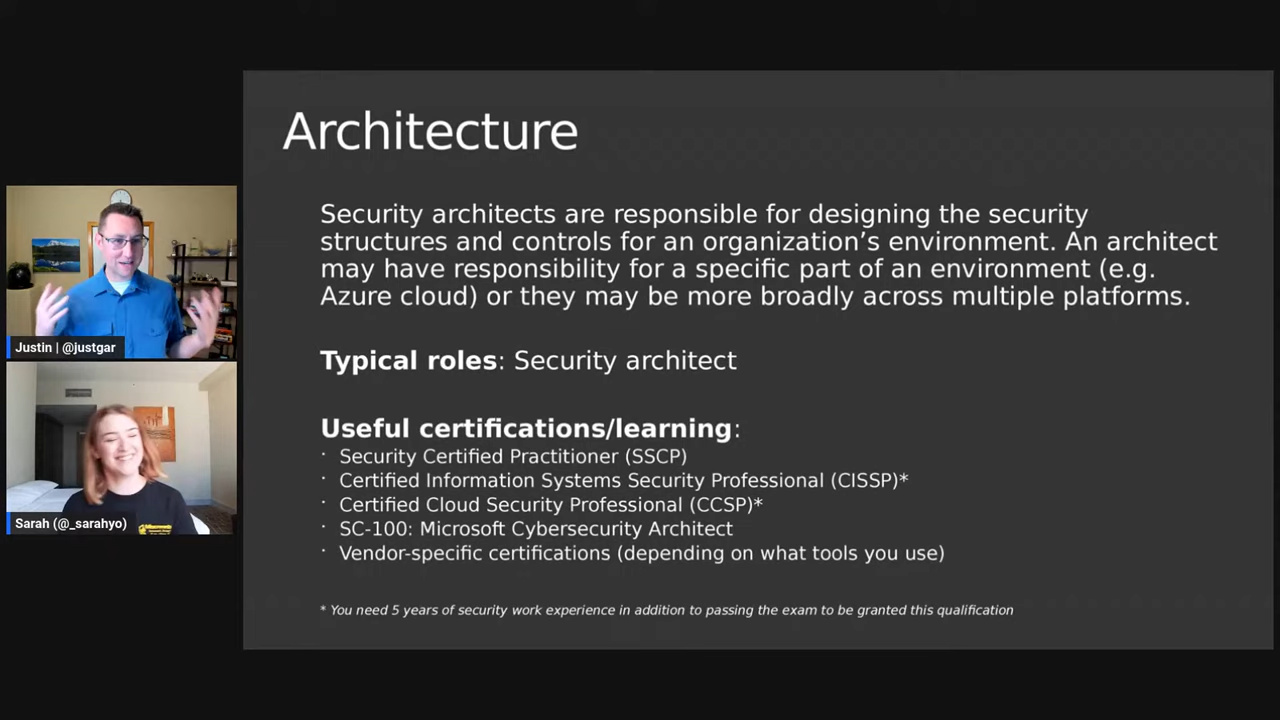 Architecture
Security architects are responsible for designing the security
structures and controls for an organization’s environment. An architect
may have responsibility for a specific part of an environment (e.g.
Azure cloud) or they may be more broadly across multiple platforms.
Typical roles: Security architect
Useful certifications/learning:
· Security Certified Practitioner (SSCP)
· Certified Information Systems Security Professional (CISSP)*
· Certified Cloud Security Professional (CCSP)*
· SC-100: Microsoft Cybersecurity Architect
· Vendor-specific certifications (depending on what tools you use)
* You need 5 years of security work experience in addition to passing the exam to be granted this qualification
Justin | @justgar
Sarah (@_sarahyo)